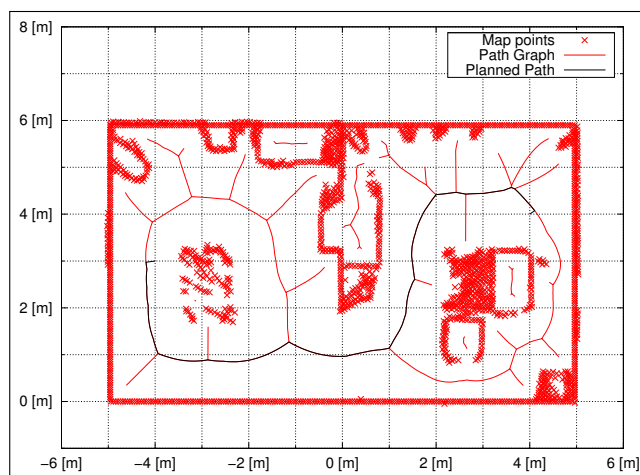 8 [m]
Map points
Path Graph
Planned Path
6 [m]
4 [m]
2 [m]
0 [m]
−6 [m] −4 [m] −2 [m] 0 [m] 2 [m] 4 [m] 6 [m]